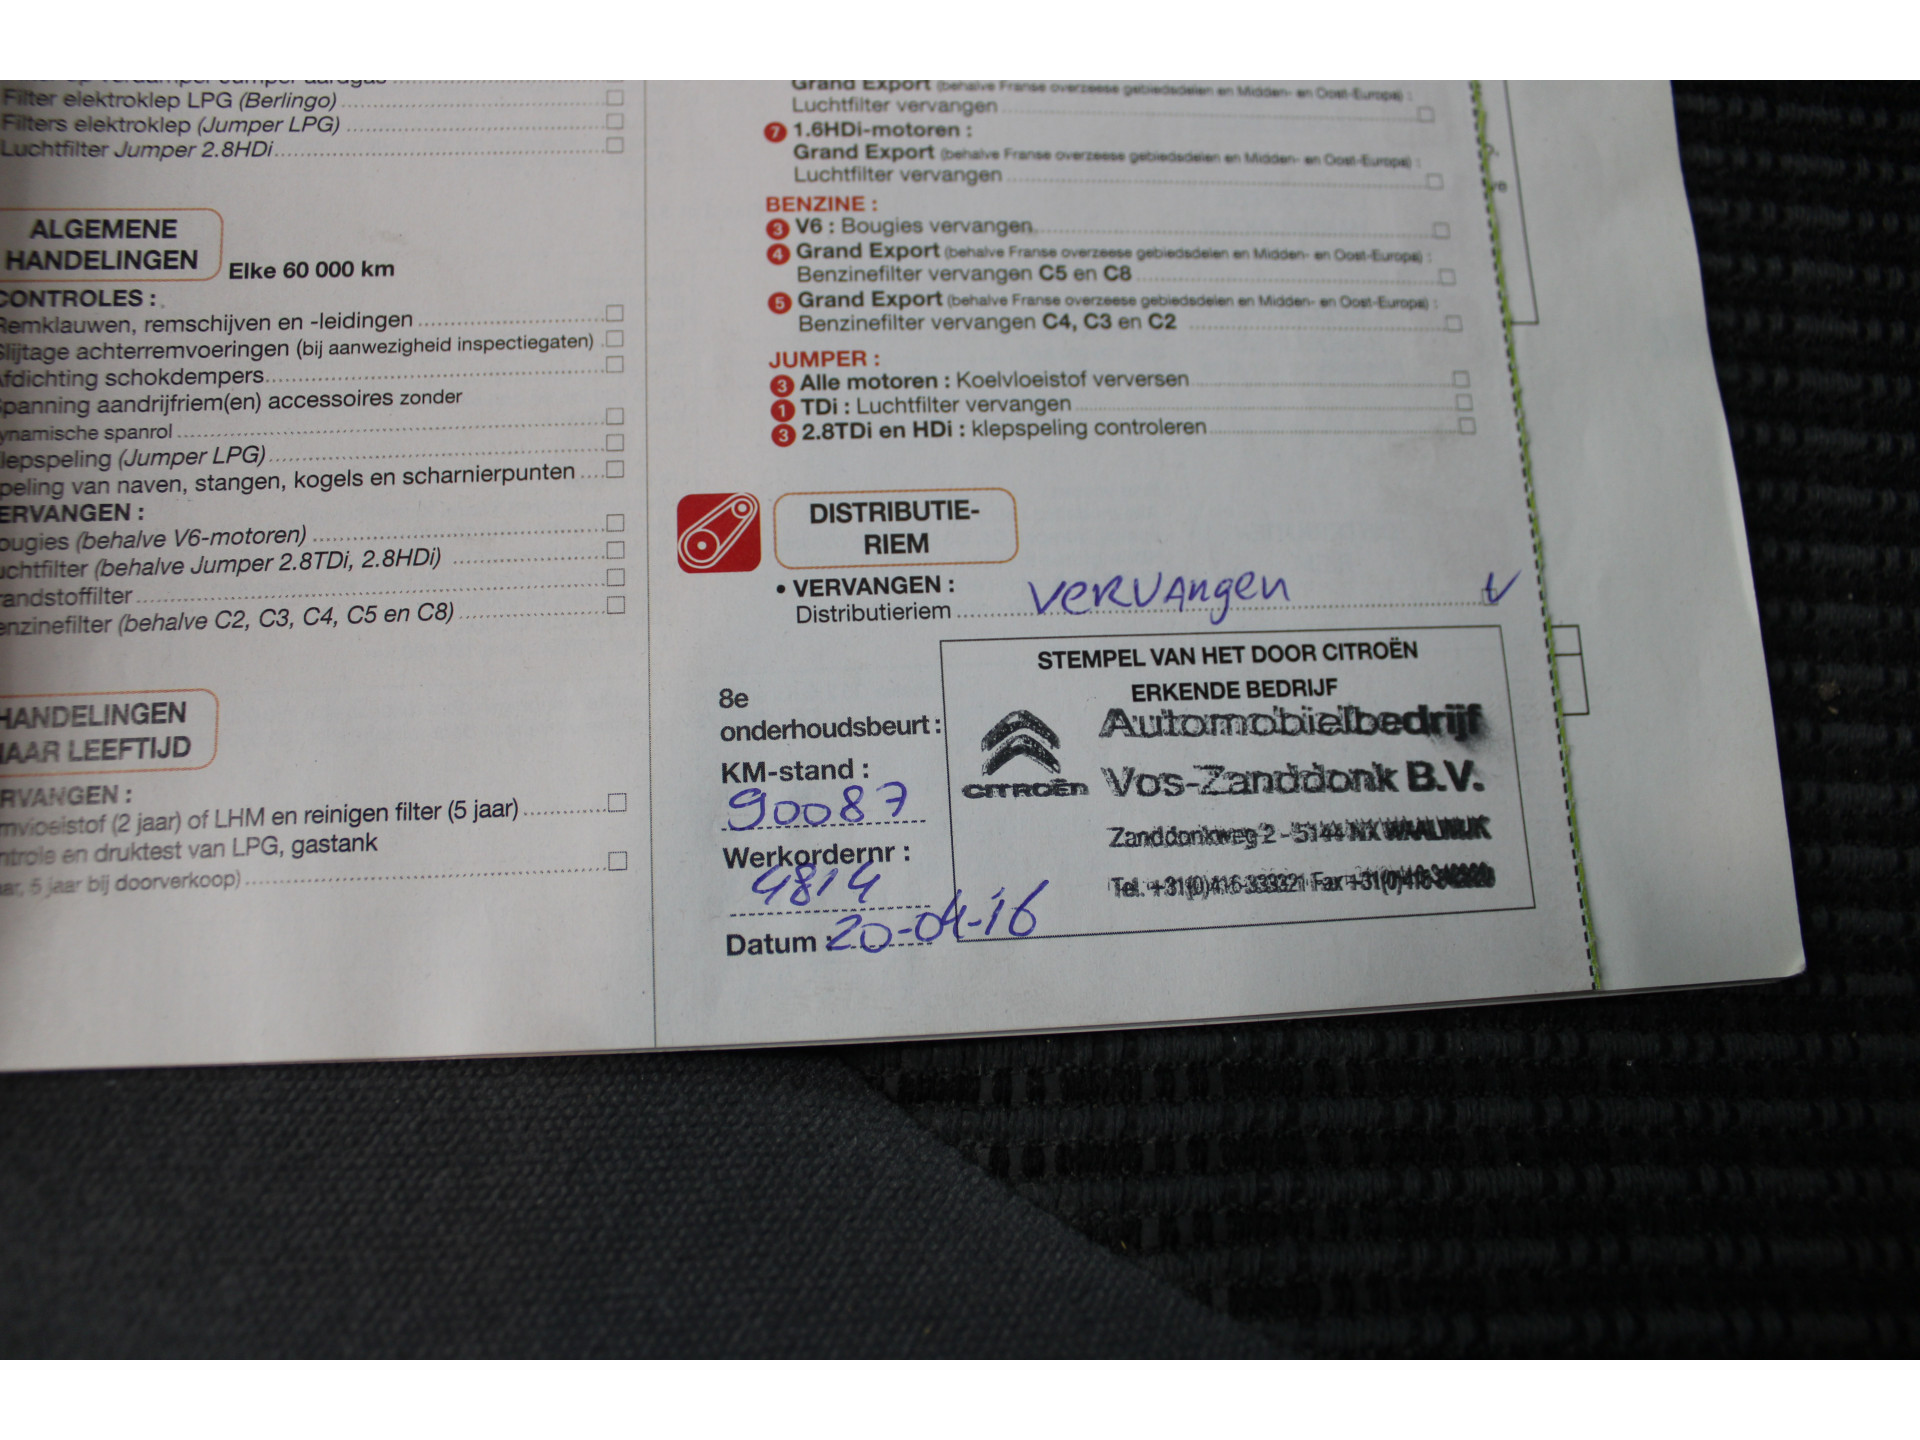 Filter elektroklep LPG (Berlingo)
Filters elektroklep (Jumper LPG)
Luchtfilter Jumper 2.8HDi
ALGEMENE
HANDELINGEN
Elke 60 000 km
CONTROLES :
Remklauwen, remschijven en -leidingen
Slijtage achterremvoeringen (bij aanwezigheid inspectiegaten)
Afdichting schokdempers
Spanning aandrijfriem(en) accessoires zonder
dynamische spanrol
klepspeling (Jumper LPG)
Speling van naven, stangen, kogels en scharnierpunten
ERVANGEN :
ougies (behalve V6-motoren)
uchtfilter (behalve Jumper 2.8TDi, 2.8HDi)
randstoffilter
enzinefilter (behalve C2, C3, C4, C5 en C8)
HANDELINGEN
NAAR LEEFTIJD
RVANGEN :
mvloeistof (2 jaar) of LHM en reinigen filter (5 jaar)
ntrole en druktest van LPG, gastank
aar, 5 jaar bij doorverkoop)
Grand Export (behalve Franse overzeese gebiedsdelen en Midden- en Oost-Europa) :
Luchtfilter vervangen
7 1.6HDi-motoren :
Grand Export (behalve Franse overzeese gebiedsdelen en Midden- en Oost-Europa) :
Luchtfilter vervangen
BENZINE :
3 V6 : Bougies vervangen
4 Grand Export (behalve Franse overzeese gebiedsdelen en Midden- en Oost-Europa) :
Benzinefilter vervangen C5 en C8
5 Grand Export (behalve Franse overzeese gebiedsdelen en Midden- en Oost-Europa) :
Benzinefilter vervangen C4, C3 en C2
JUMPER :
3 Alle motoren : Koelvloeistof verversen
1 TDi : Luchtfilter vervangen
3 2.8TDi en HDi : klepspeling controleren
DISTRIBUTIE-
RIEM
• VERVANGEN :
Distributieriem vervangen
8e
onderhoudsbeurt :
KM-stand :
90087
Werkordernr :
4814
Datum : 20-04-16
STEMPEL VAN HET DOOR CITROËN
ERKENDE BEDRIJF
CITROËN
Automobielbedrijf
Vos-Zanddonk B.V.
Zanddonkweg 2 - 5144 NX WAALWIJK
Tel. +31(0)416-333321 Fax +31(0)416